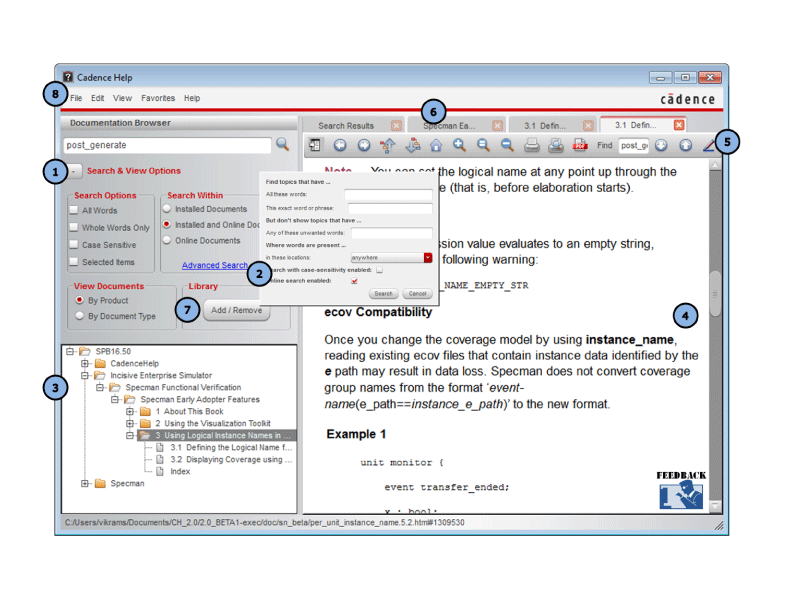 Cadence Help
8
File Edit View Favorites Help
cādence
Documentation Browser
6
Search Results
Specman Ea...
3.1 Defin...
3.1 Defin...
post_generate
PDF
Find
post_g
5
1
-
Search & View Options
Search Options
All Words
Whole Words Only
Case Sensitive
Selected Items
Search Within
Installed Documents
Installed and Online Doc
Online Documents
Advanced Search
View Documents
By Product
By Document Type
Library
7
Add / Remove
Find topics that have ...
All these words:
This exact word or phrase:
But don't show topics that have ...
Any of these unwanted words:
Where words are present ...
in these locations:
anywhere
2
earch with case-sensitivity enabled:
nline search enabled:
Search
Cancel
Note You can set the logical name at any point up through the
e (that is, before elaboration starts).
ssion value evaluates to an empty string,
following warning:
_NAME_EMPTY_STR
4
ecov Compatibility
Once you change the coverage model by using instance_name,
reading existing ecov files that contain instance data identified by the
e path may result in data loss. Specman does not convert coverage
group names from the format ‘event-
name(e_path==instance_e_path)’ to the new format.
Example 1
unit monitor {
event transfer_ended;
x : bool;
FEEDBACK
3
SPB16.50
CadenceHelp
Incisive Enterprise Simulator
Specman Functional Verification
Specman Early Adopter Features
1 About This Book
2 Using the Visualization Toolkit
3 Using Logical Instance Names in ...
3.1 Defining the Logical Name f...
3.2 Displaying Coverage using ...
Index
Specman
C:/Users/vikrams/Documents/CH_2.0/2.0_BETA1-exec/doc/sn_beta/per_unit_instance_name.5.2.html#1309530